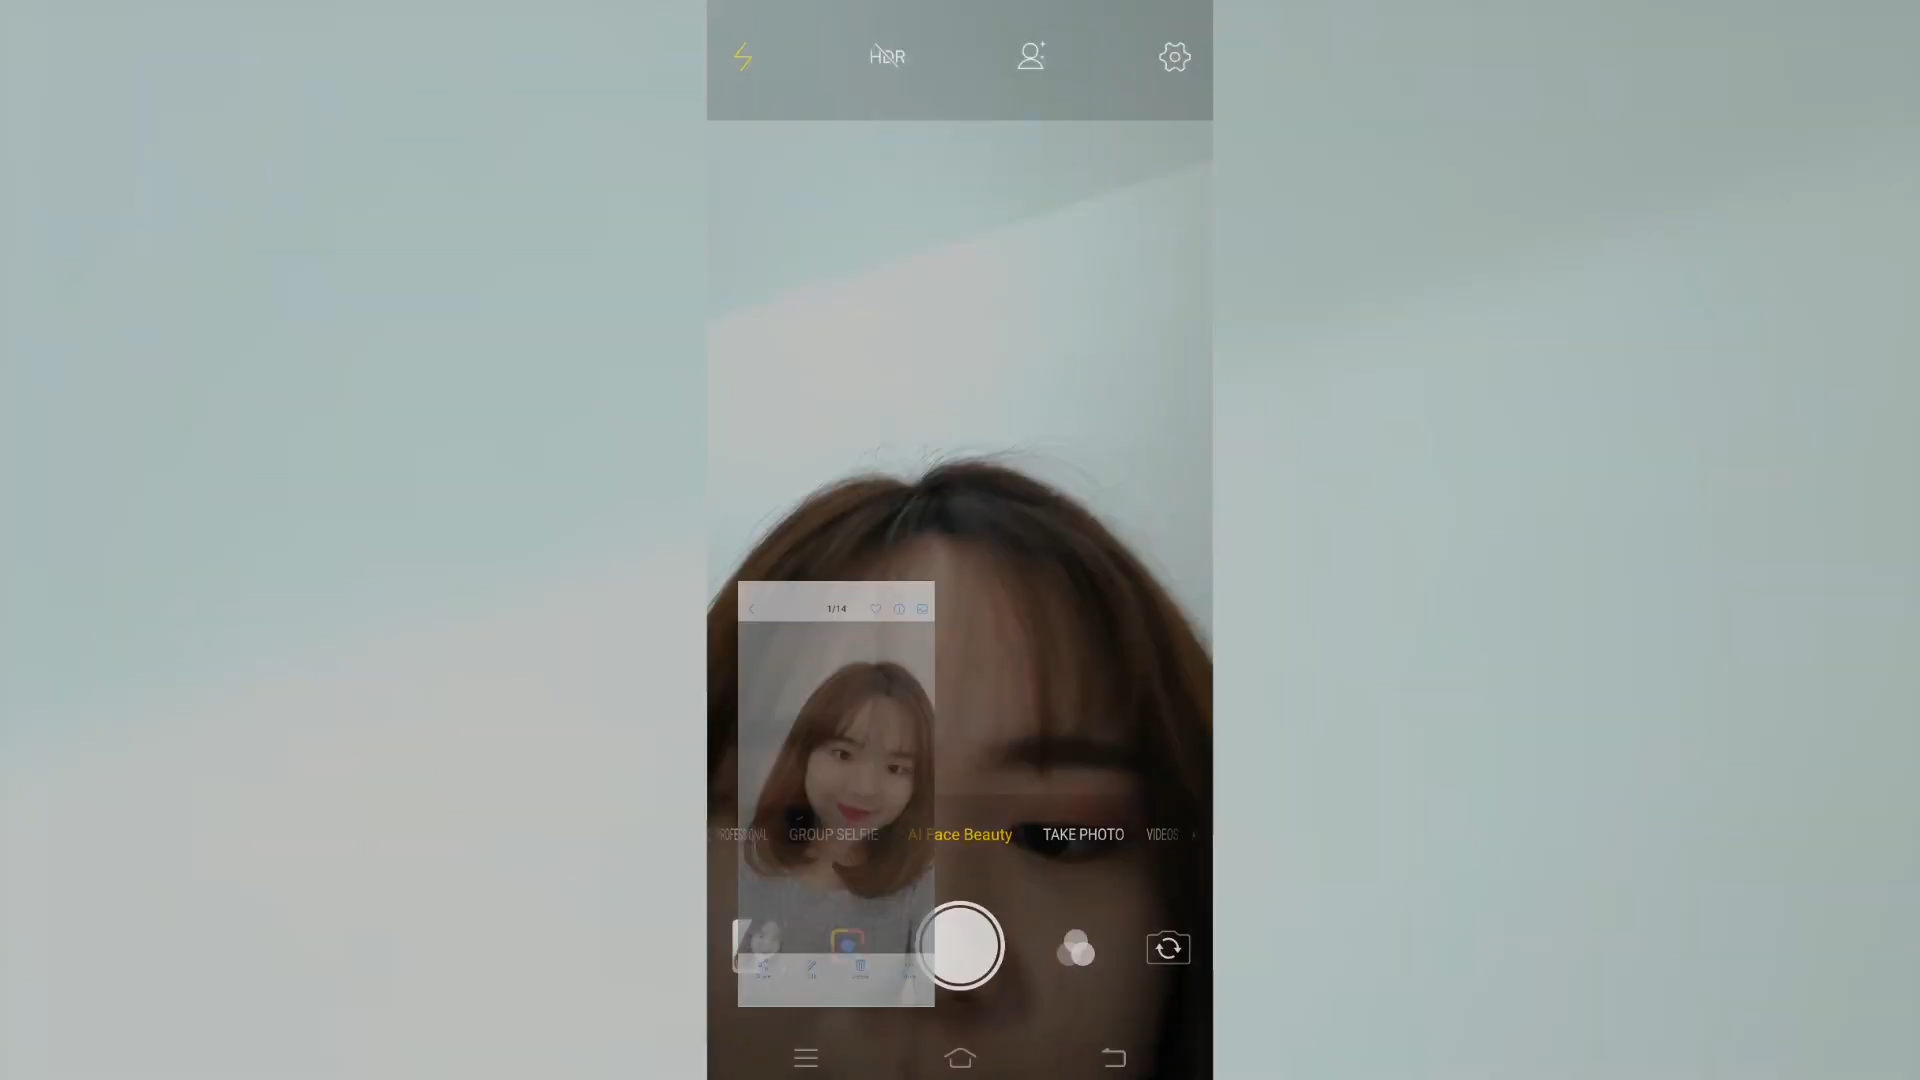 HDR
1/14
PROFESSIONAL GROUP SELFIE AI Face Beauty TAKE PHOTO VIDEOS